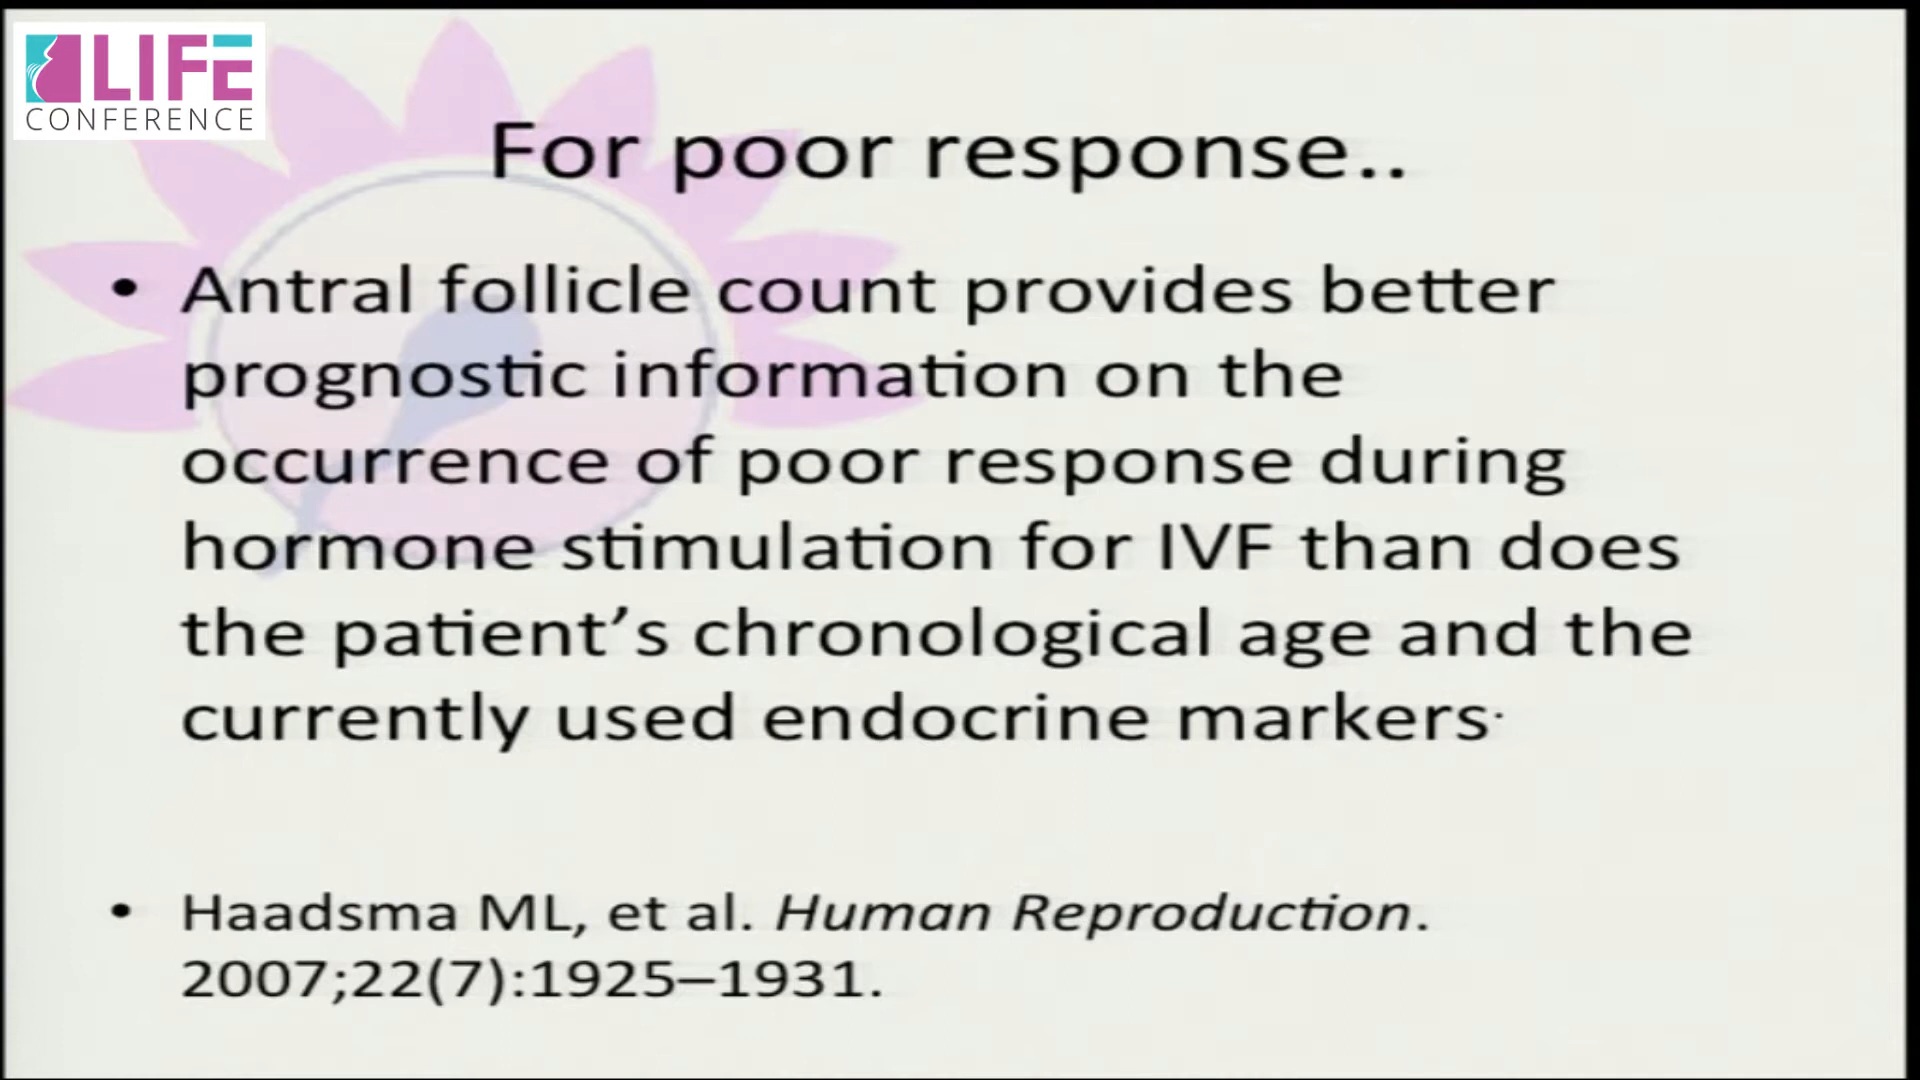 LIFE
CONFERENCE
For poor response..
• Antral follicle count provides better
prognostic information on the
occurrence of poor response during
hormone stimulation for IVF than does
the patient’s chronological age and the
currently used endocrine markers.
• Haadsma ML, et al. Human Reproduction.
2007;22(7):1925–1931.